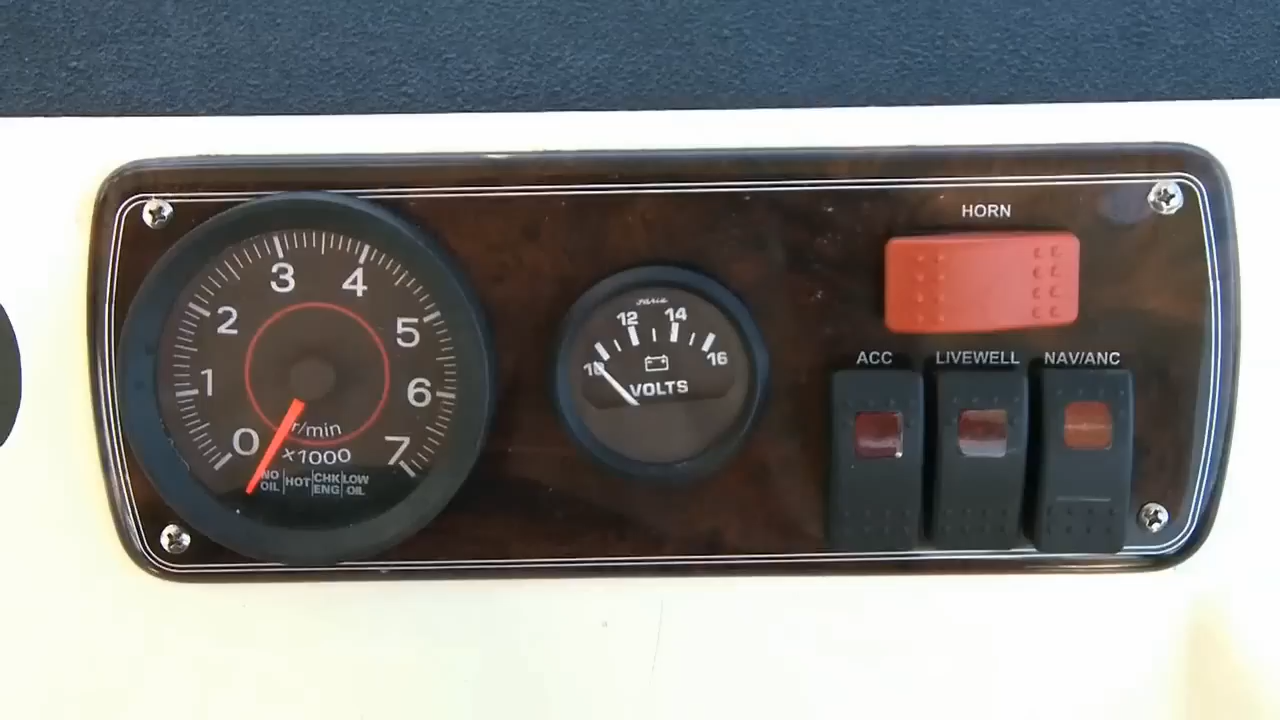 0
1
2
3
4
5
6
7
r/min
x1000
NO OIL
HOT
CHK ENG
LOW OIL
Faria
10
12
14
16
VOLTS
HORN
ACC
LIVEWELL
NAV/ANC